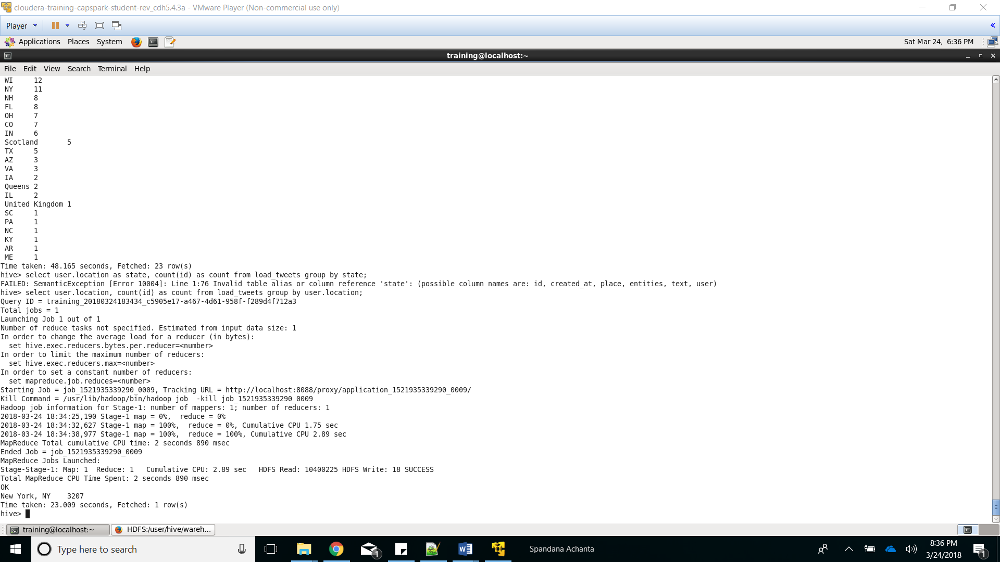 cloudera-training-capspark-student-rev_cdh5.4.3a - VMware Player (Non-commercial use only)
Player
Applications Places System
Sat Mar 24, 6:36 PM
training@localhost:~
File Edit View Search Terminal Help
WI 12
NY 11
NH 8
FL 8
OH 7
CO 7
IN 6
Scotland 5
TX 5
AZ 3
VA 3
IA 2
Queens 2
IL 2
United Kingdom 1
SC 1
PA 1
NC 1
KY 1
AR 1
ME 1
Time taken: 48.165 seconds, Fetched: 23 row(s)
hive> select user.location as state, count(id) as count from load_tweets group by state;
FAILED: SemanticException [Error 10004]: Line 1:76 Invalid table alias or column reference 'state': (possible column names are: id, created_at, place, entities, text, user)
hive> select user.location, count(id) as count from load_tweets group by user.location;
Query ID = training_20180324183434_c5905e17-a467-4d61-958f-f289d4f712a3
Total jobs = 1
Launching Job 1 out of 1
Number of reduce tasks not specified. Estimated from input data size: 1
In order to change the average load for a reducer (in bytes):
  set hive.exec.reducers.bytes.per.reducer=<number>
In order to limit the maximum number of reducers:
  set hive.exec.reducers.max=<number>
In order to set a constant number of reducers:
  set mapreduce.job.reduces=<number>
Starting Job = job_1521935339290_0009, Tracking URL = http://localhost:8088/proxy/application_1521935339290_0009/
Kill Command = /usr/lib/hadoop/bin/hadoop job  -kill job_1521935339290_0009
Hadoop job information for Stage-1: number of mappers: 1; number of reducers: 1
2018-03-24 18:34:25,190 Stage-1 map = 0%,  reduce = 0%
2018-03-24 18:34:32,627 Stage-1 map = 100%,  reduce = 0%, Cumulative CPU 1.75 sec
2018-03-24 18:34:38,977 Stage-1 map = 100%,  reduce = 100%, Cumulative CPU 2.89 sec
MapReduce Total cumulative CPU time: 2 seconds 890 msec
Ended Job = job_1521935339290_0009
MapReduce Jobs Launched:
Stage-Stage-1: Map: 1  Reduce: 1   Cumulative CPU: 2.89 sec   HDFS Read: 10400225 HDFS Write: 18 SUCCESS
Total MapReduce CPU Time Spent: 2 seconds 890 msec
OK
New York, NY    3207
Time taken: 23.009 seconds, Fetched: 1 row(s)
hive>
training@localhost:~
HDFS:/user/hive/wareh...
Type here to search
1
Spandana Achanta
8:36 PM
3/24/2018
1